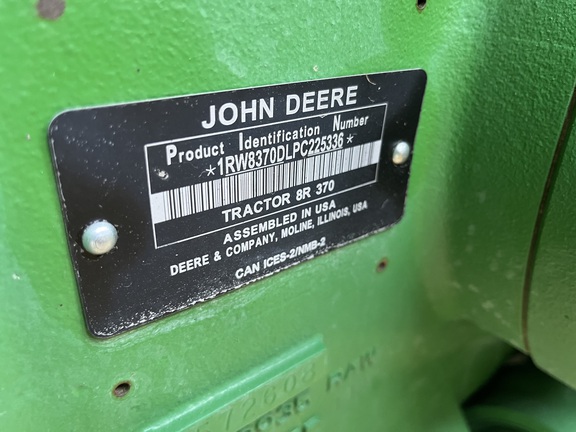 JOHN DEERE
Product Identification Number
*1RW8370DLPC225336*
TRACTOR 8R 370
ASSEMBLED IN USA
DEERE & COMPANY, MOLINE, ILLINOIS, USA
CAN ICES-2/NMB-2